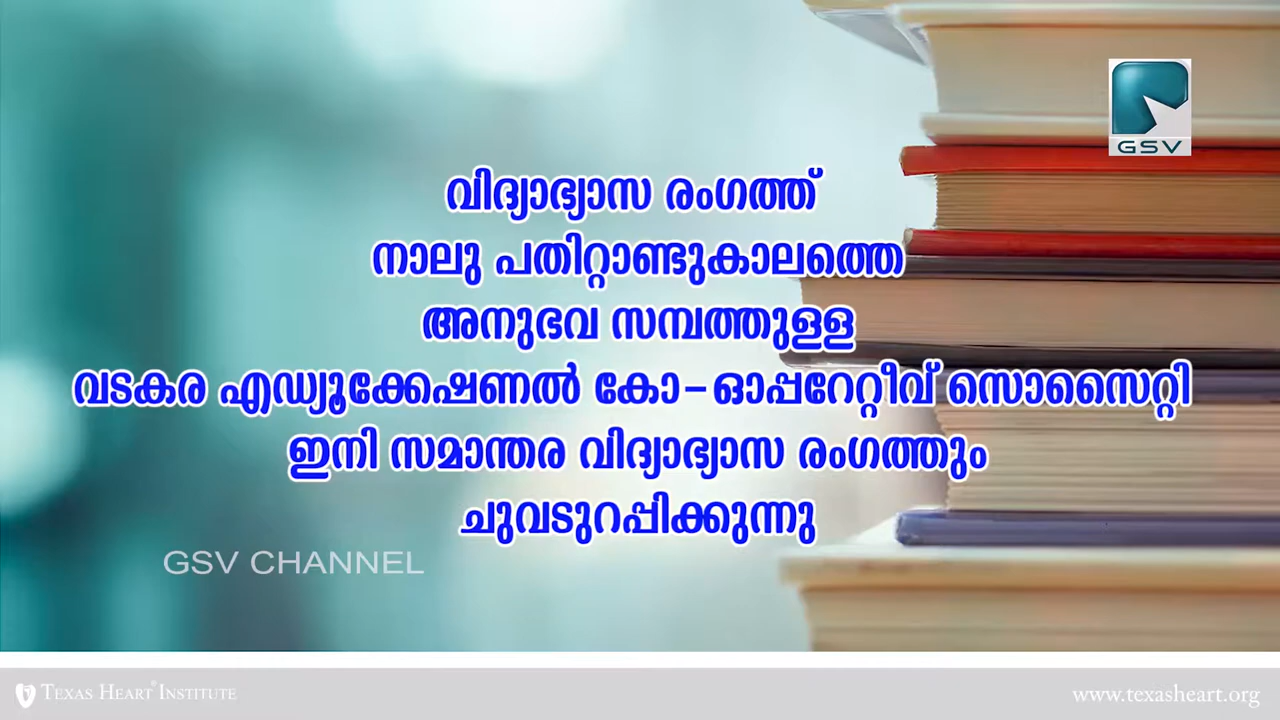 GSV
വിദ്യാഭ്യാസ രംഗത്ത്
നാലു പതിറ്റാണ്ടുകാലത്തെ
അനുഭവ സമ്പത്തുളള
വടകര എഡ്യൂക്കേഷണൽ കോ-ഓപ്പറേറ്റീവ് സൊസൈറ്റി
ഇനി സമാന്തര വിദ്യാഭ്യാസ രംഗത്തും
ചുവടുറപ്പിക്കുന്നു
GSV CHANNEL
TEXAS HEART® INSTITUTE
www.texasheart.org